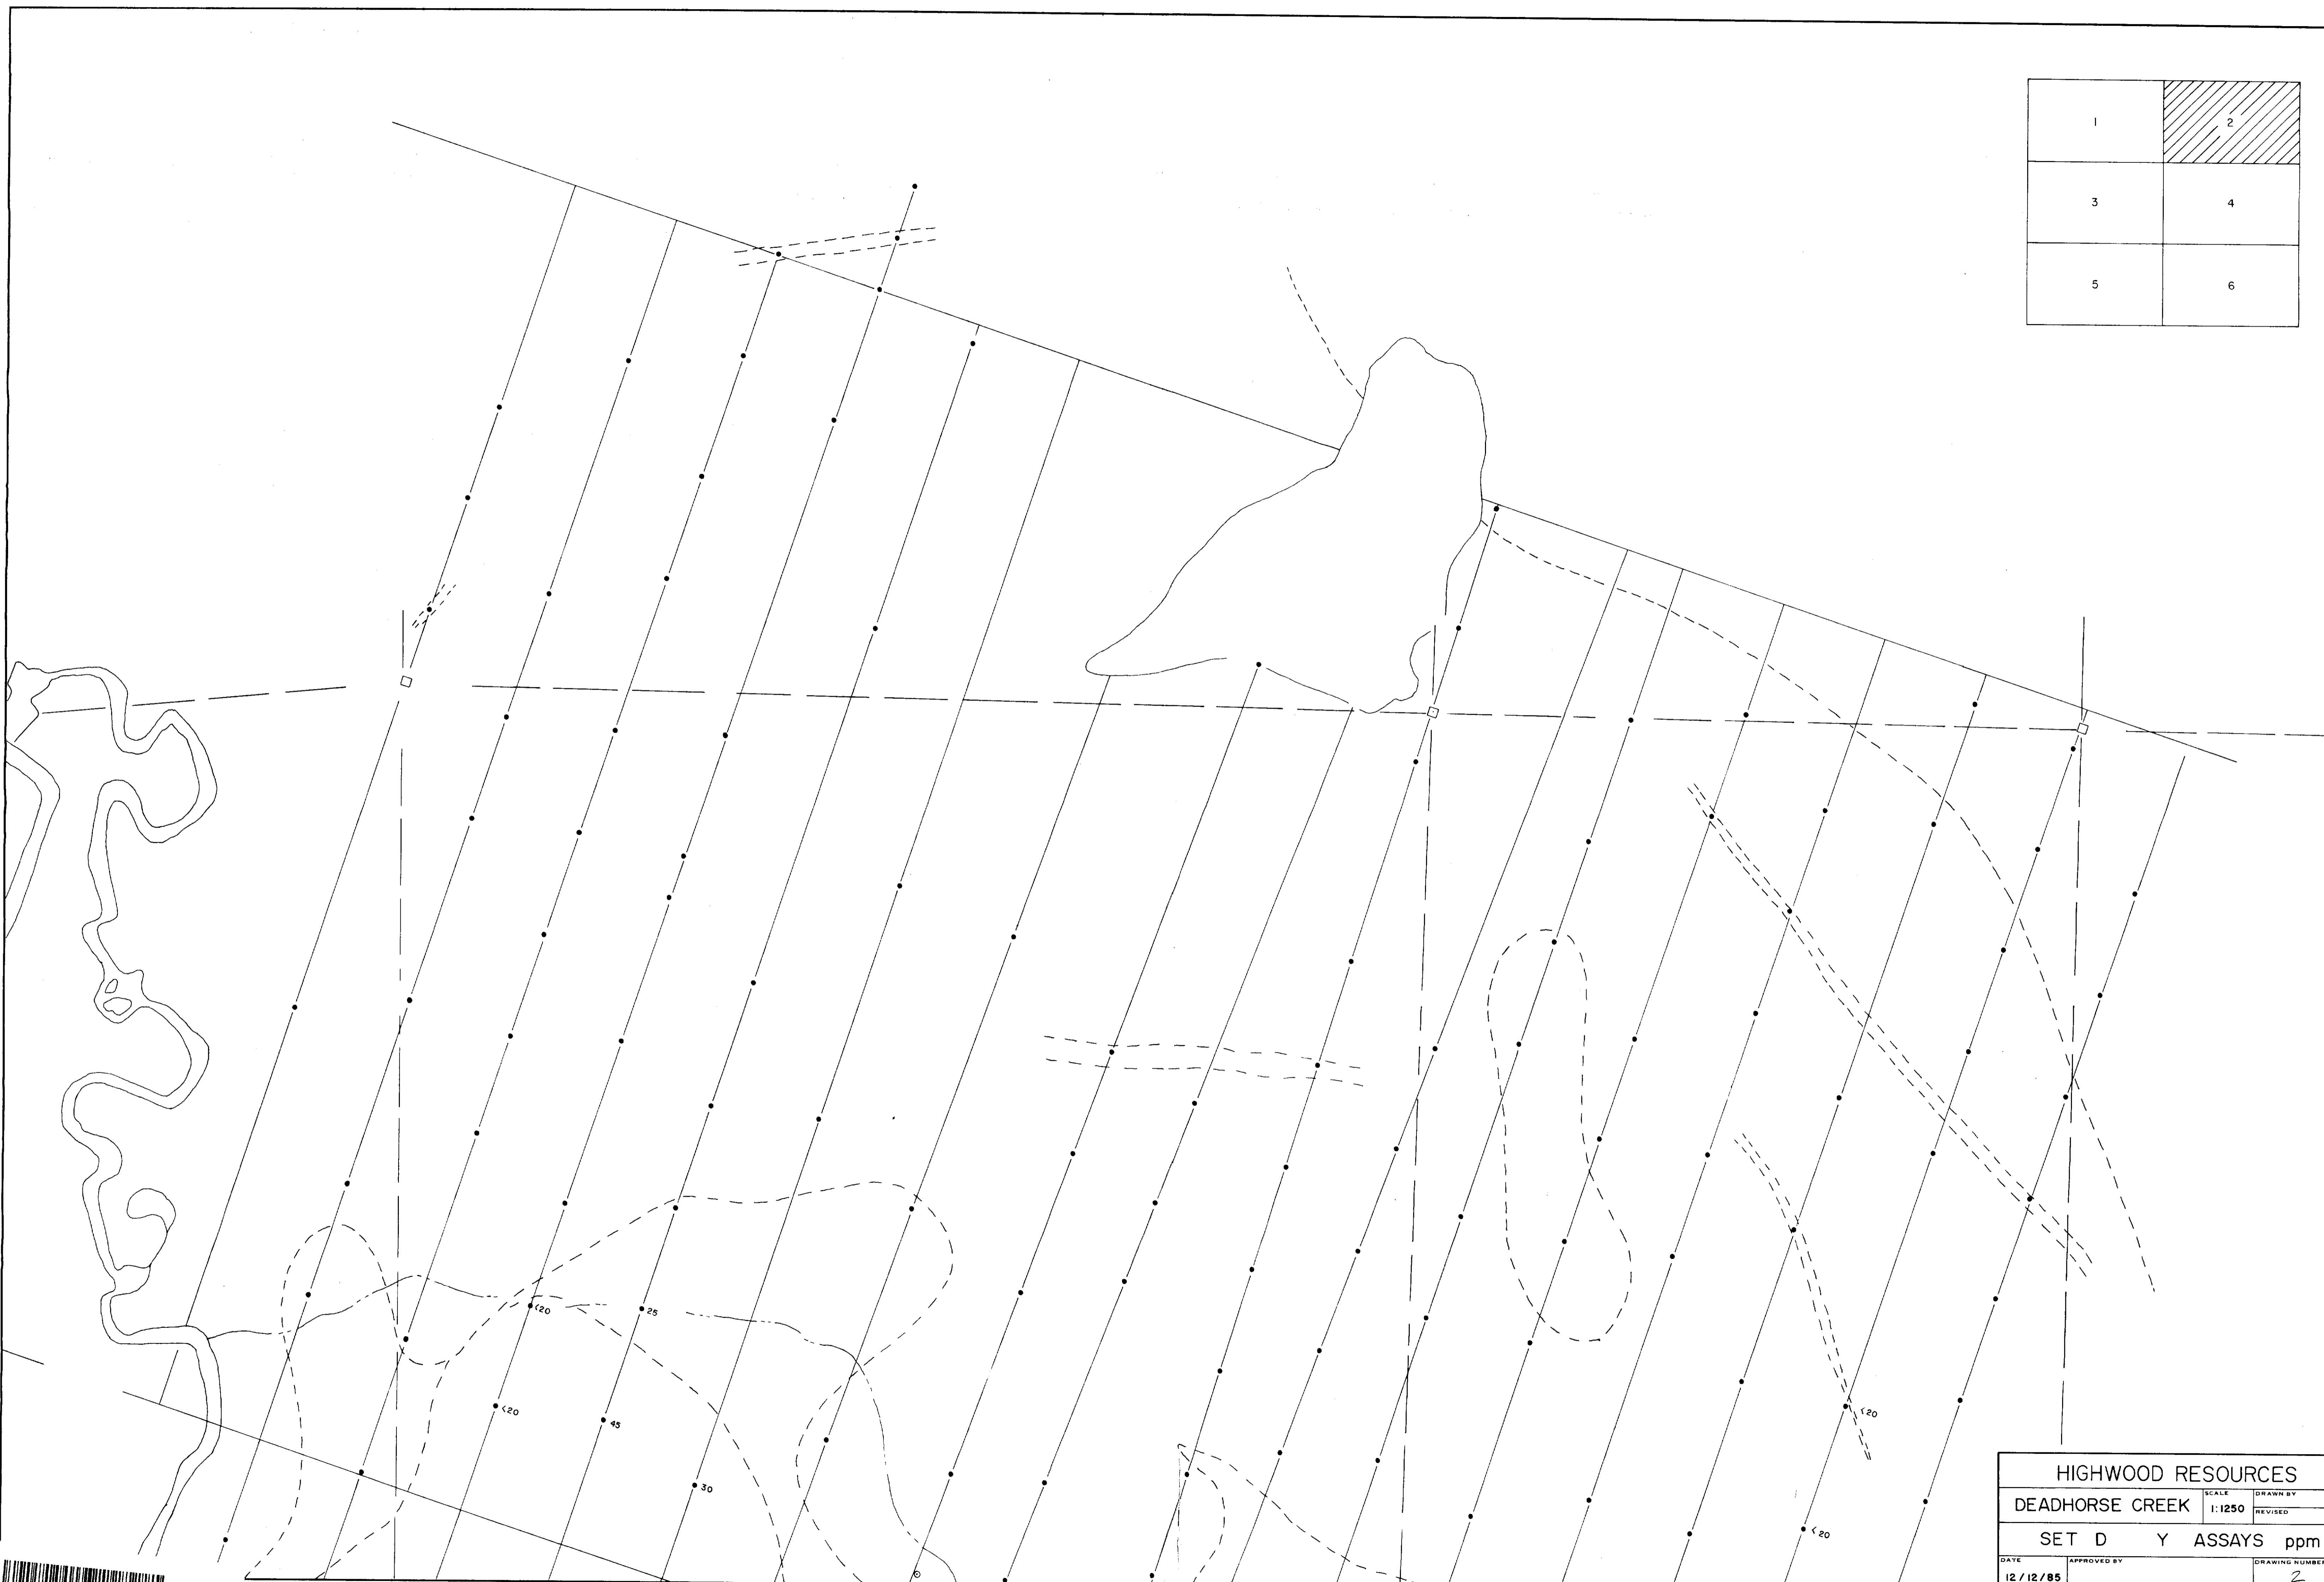 1 2
3 4
5 6
<20
25
<20
45
<20
30
<20
HIGHWOOD RESOURCES
DEADHORSE CREEK SCALE 1:1250 DRAWN BY
REVISED
SET D Y ASSAYS ppm
DATE APPROVED BY DRAWING NUMBER
12/12/85 2